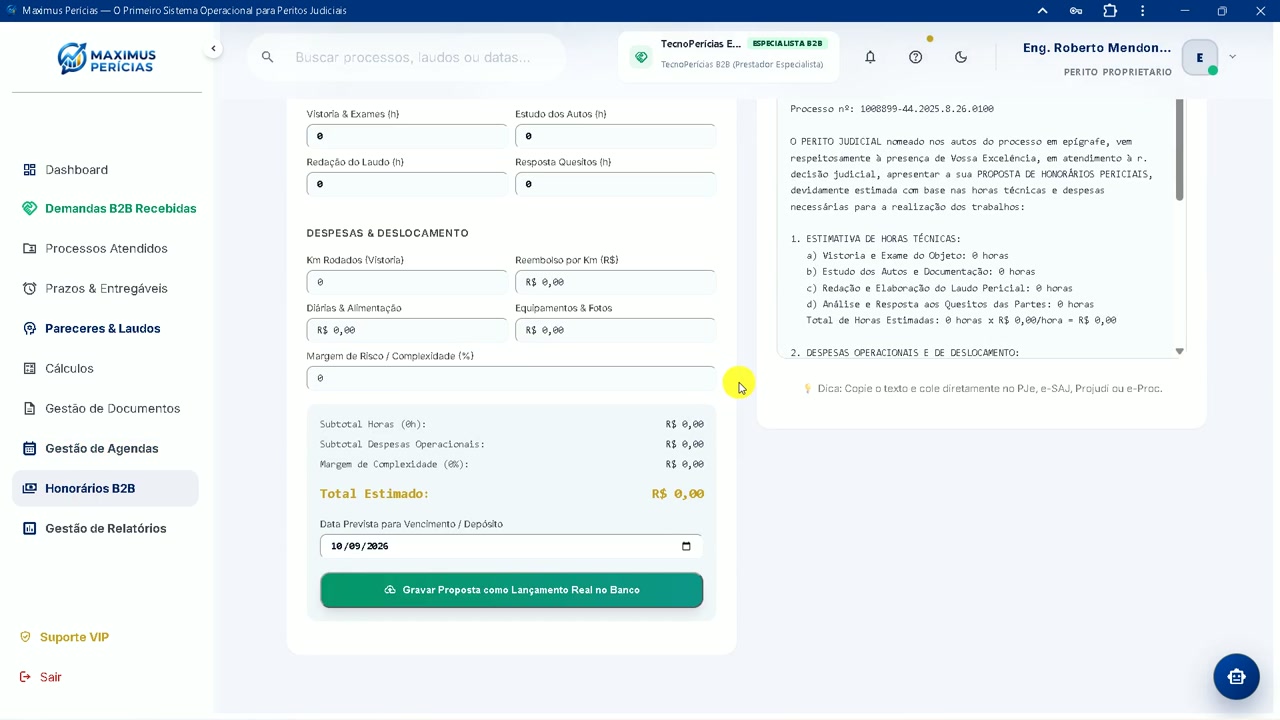 Maximus Perícias — O Primeiro Sistema Operacional para Peritos Judiciais
MAXIMUS
PERÍCIAS
Buscar processos, laudos ou datas...
TecnoPerícias E... ESPECIALISTA B2B
TecnoPerícias B2B (Prestador Especialista)
Eng. Roberto Mendon...
PERITO PROPRIETARIO
E
Dashboard
Demandas B2B Recebidas
Processos Atendidos
Prazos & Entregáveis
Pareceres & Laudos
Cálculos
Gestão de Documentos
Gestão de Agendas
Honorários B2B
Gestão de Relatórios
Suporte VIP
Sair
Vistoria & Exames (h)
Estudo dos Autos (h)
0
0
Redação do Laudo (h)
Resposta Quesitos (h)
0
0
DESPESAS & DESLOCAMENTO
Km Rodados (Vistoria)
Reembolso por Km (R$)
0
R$ 0,00
Diárias & Alimentação
Equipamentos & Fotos
R$ 0,00
R$ 0,00
Margem de Risco / Complexidade (%)
0
Subtotal Horas (0h): R$ 0,00
Subtotal Despesas Operacionais: R$ 0,00
Margem de Complexidade (0%): R$ 0,00
Total Estimado: R$ 0,00
Data Prevista para Vencimento / Depósito
10/09/2026
Gravar Proposta como Lançamento Real no Banco
Processo nº: 1008899-44.2025.8.26.0100
O PERITO JUDICIAL nomeado nos autos do processo em epígrafe, vem
respeitosamente à presença de Vossa Excelência, em atendimento à r.
decisão judicial, apresentar a sua PROPOSTA DE HONORÁRIOS PERICIAIS,
devidamente estimada com base nas horas técnicas e despesas
necessárias para a realização dos trabalhos:
1. ESTIMATIVA DE HORAS TÉCNICAS:
a) Vistoria e Exame do Objeto: 0 horas
b) Estudo dos Autos e Documentação: 0 horas
c) Redação e Elaboração do Laudo Pericial: 0 horas
d) Análise e Resposta aos Quesitos das Partes: 0 horas
Total de Horas Estimadas: 0 horas x R$ 0,00/hora = R$ 0,00
2. DESPESAS OPERACIONAIS E DE DESLOCAMENTO:
Dica: Copie o texto e cole diretamente no PJe, e-SAJ, Projudi ou e-Proc.